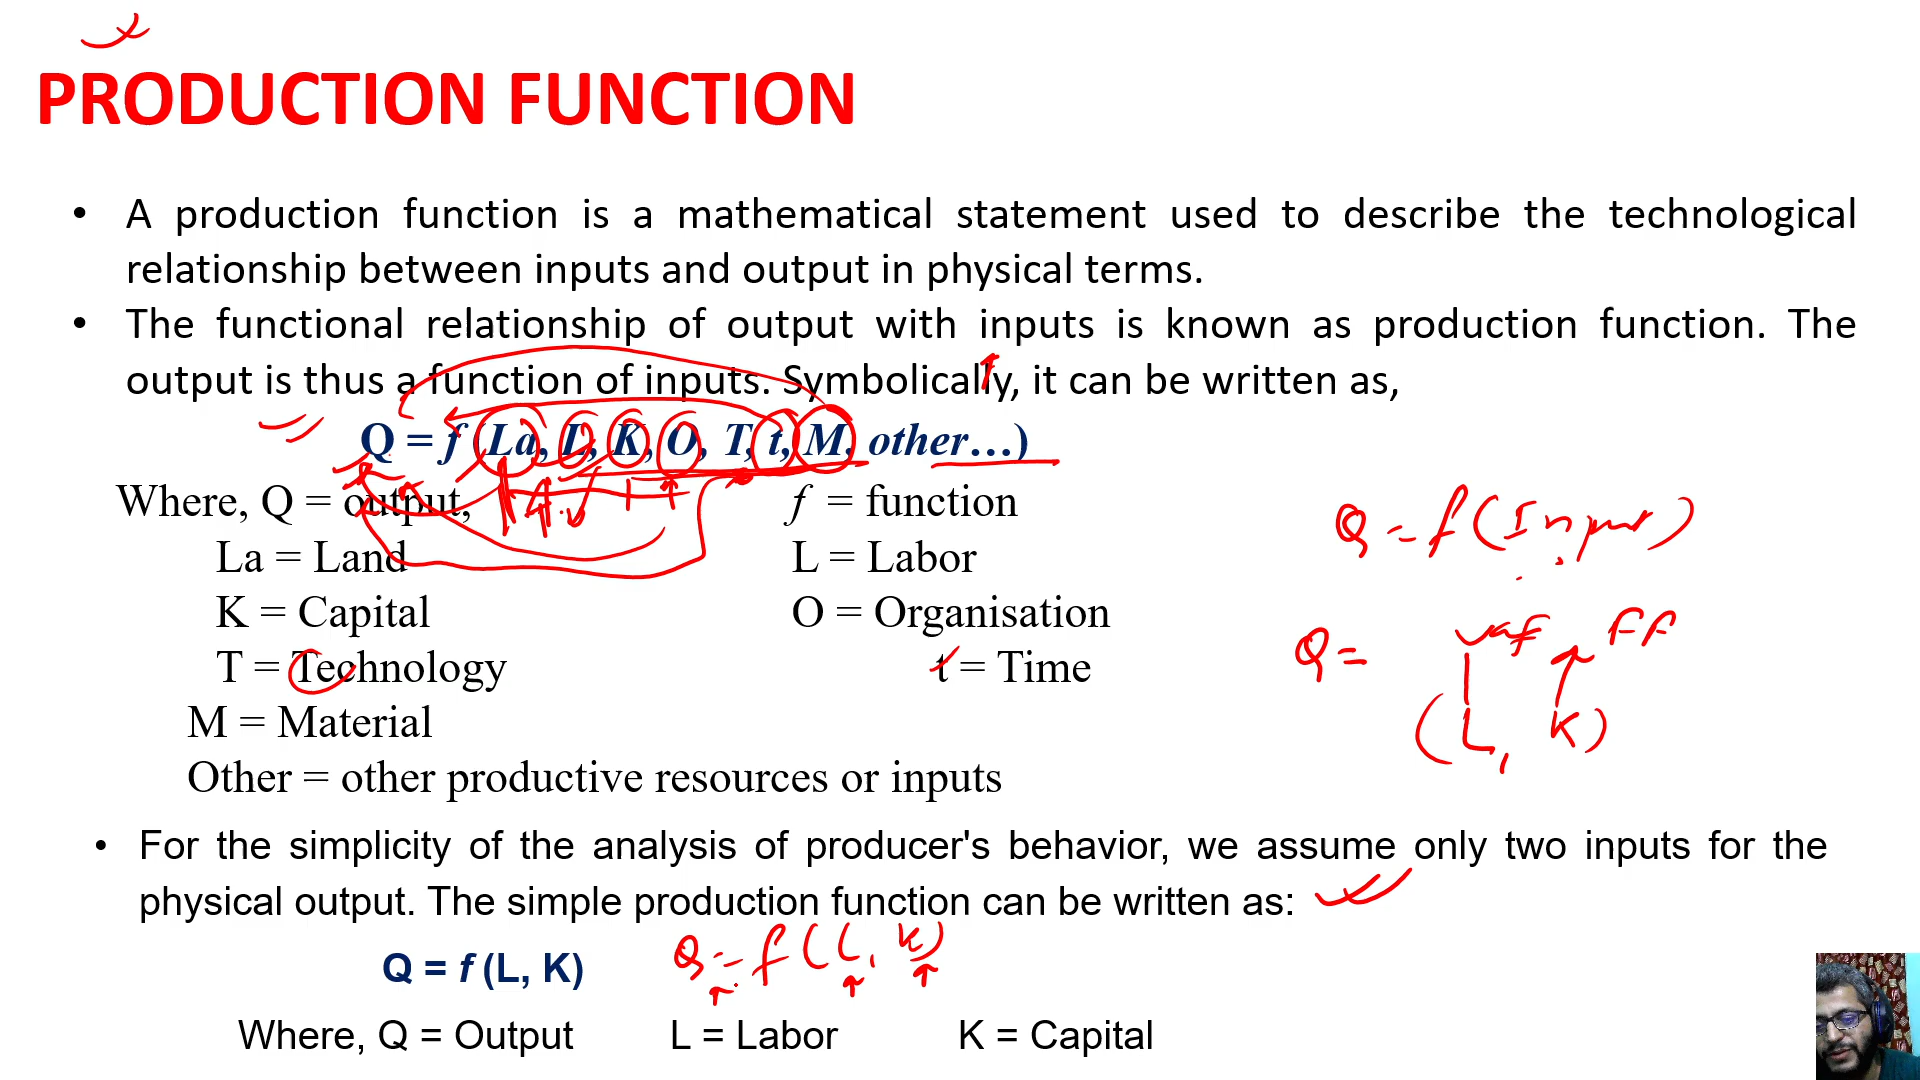 PRODUCTION FUNCTION
• A production function is a mathematical statement used to describe the technological
relationship between inputs and output in physical terms.
• The functional relationship of output with inputs is known as production function. The
output is thus a function of inputs. Symbolically, it can be written as,
Q = f (La, L, K, O, T, t, M, other…)
Where, Q = output, f = function
La = Land L = Labor
K = Capital O = Organisation
T = Technology t = Time
M = Material
Other = other productive resources or inputs
Q = f (Input)
Q =
(L, K)
• For the simplicity of the analysis of producer's behavior, we assume only two inputs for the
physical output. The simple production function can be written as:
Q = f (L, K) Q = f (L, K)
Where, Q = Output L = Labor K = Capital